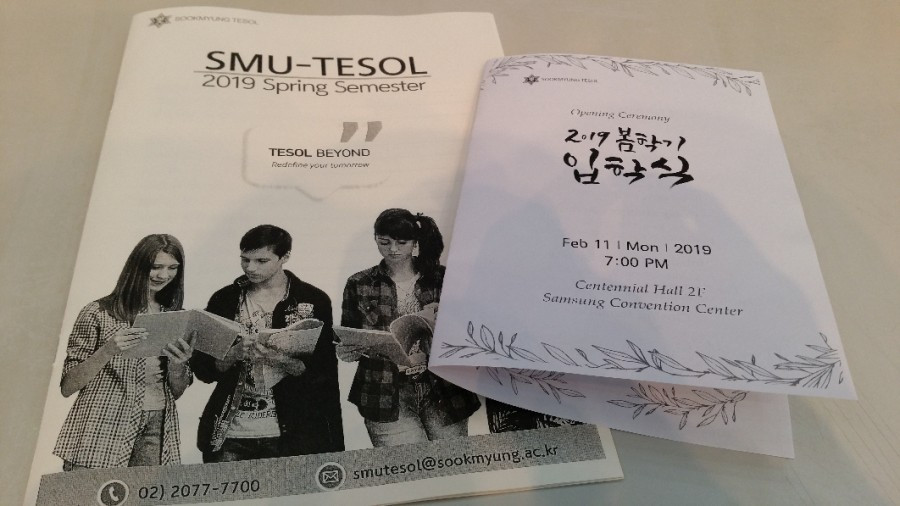 SOOKMYUNG TESOL
SMU-TESOL
2019 Spring Semester
TESOL BEYOND
Redefine your tomorrow
02) 2077-7700
smutesol@sookmyung.ac.kr
SOOKMYUNG TESOL
Opening Ceremony
2019 봄학기
입학식
Feb 11 | Mon | 2019
7:00 PM
Centennial Hall 2F
Samsung Convention Center